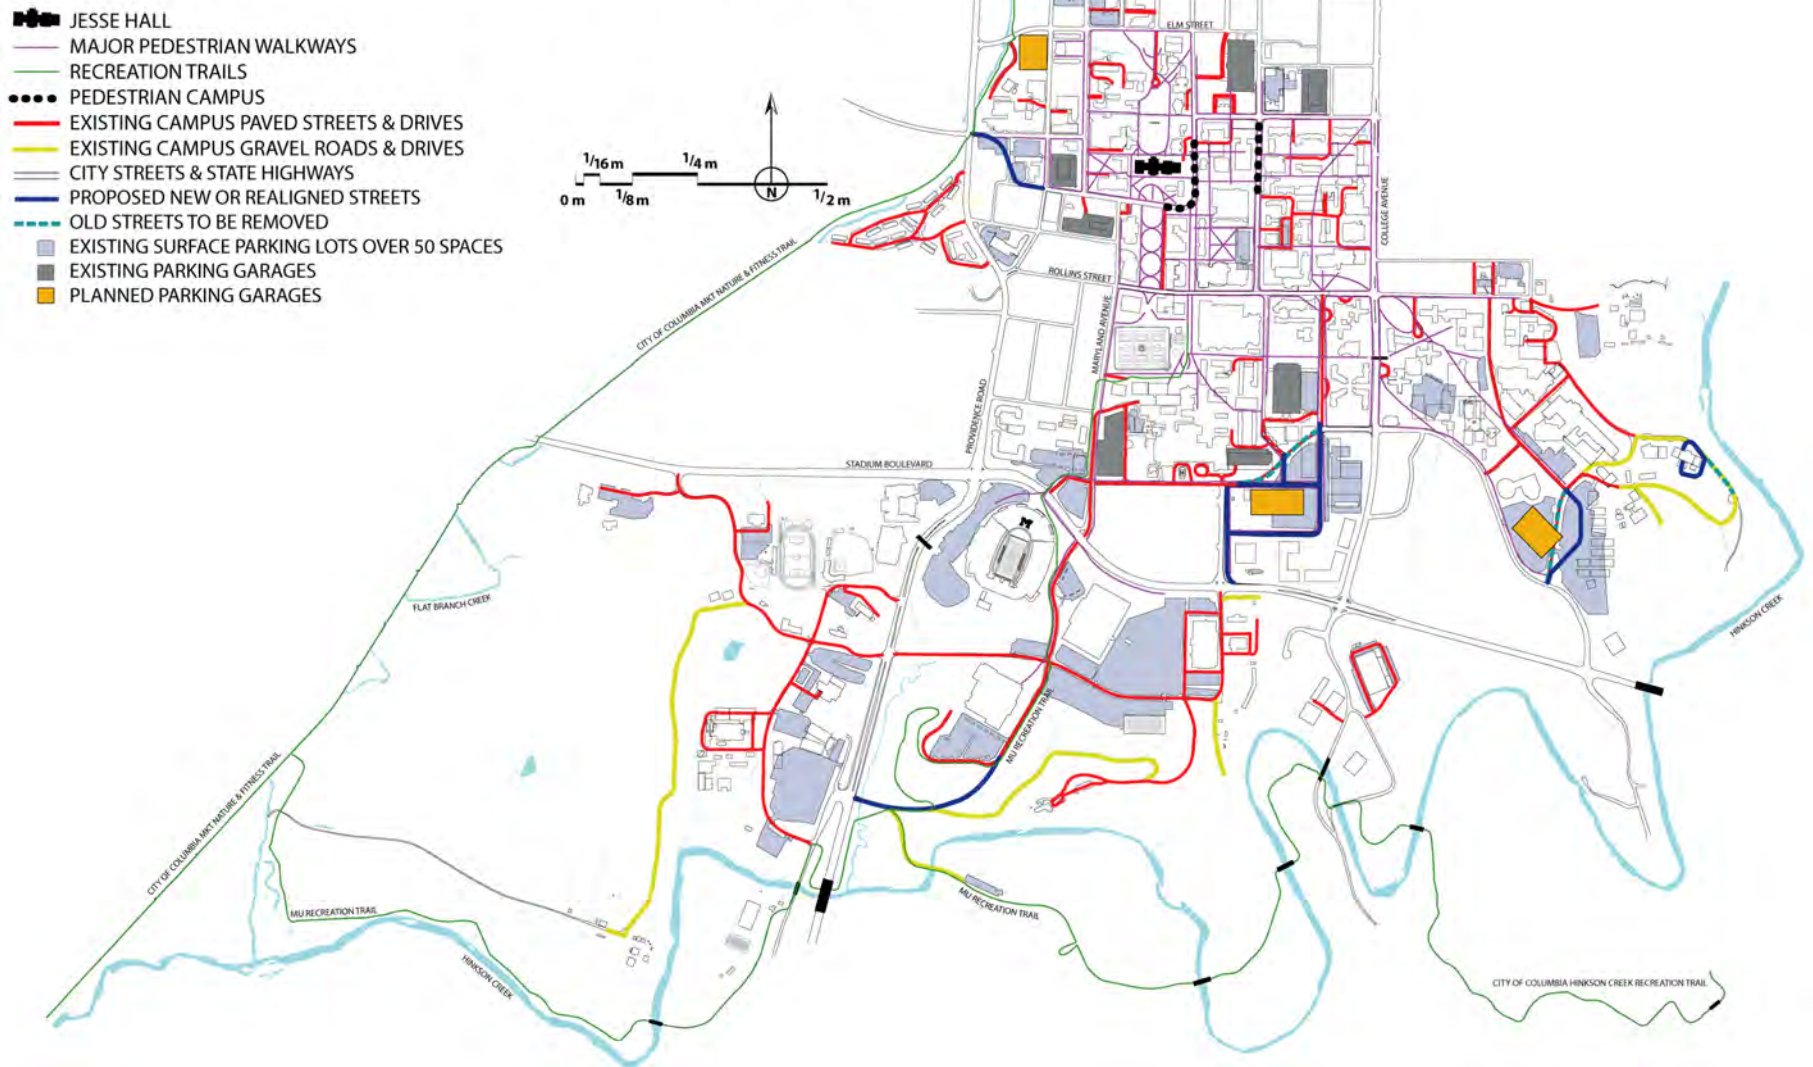 JESSE HALL
MAJOR PEDESTRIAN WALKWAYS
RECREATION TRAILS
PEDESTRIAN CAMPUS
EXISTING CAMPUS PAVED STREETS & DRIVES
EXISTING CAMPUS GRAVEL ROADS & DRIVES
CITY STREETS & STATE HIGHWAYS
PROPOSED NEW OR REALIGNED STREETS
OLD STREETS TO BE REMOVED
EXISTING SURFACE PARKING LOTS OVER 50 SPACES
EXISTING PARKING GARAGES
PLANNED PARKING GARAGES
1/16 m
1/4 m
0 m
1/8 m
N
1/2 m
ELM STREET
COLLEGE AVENUE
CITY OF COLUMBIA MKT NATURE & FITNESS TRAIL
ROLLINS STREET
MARYLAND AVENUE
PROVIDENCE ROAD
STADIUM BOULEVARD
M
FLAT BRANCH CREEK
HINKSON CREEK
MU RECREATION TRAIL
CITY OF COLUMBIA MKT NATURE & FITNESS TRAIL
MU RECREATION TRAIL
MU RECREATION TRAIL
HINKSON CREEK
CITY OF COLUMBIA HINKSON CREEK RECREATION TRAIL